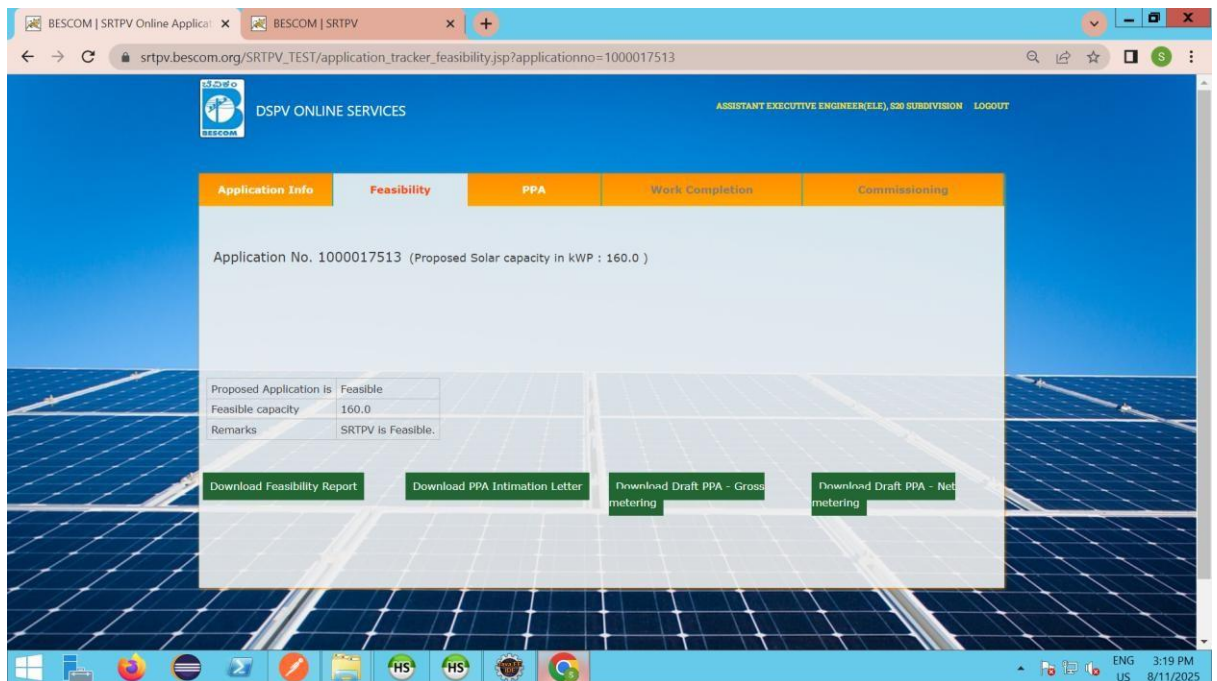 BESCOM | SRTPV Online Applicat
BESCOM | SRTPV
srtpv.bescom.org/SRTPV_TEST/application_tracker_feasibility.jsp?applicationno=1000017513
S
ಬೆವಿಕಂ
BESCOM
DSPV ONLINE SERVICES
ASSISTANT EXECUTIVE ENGINEER(ELE), S20 SUBDIVISION LOGOUT
Application Info Feasibility PPA Work Completion Commissioning
Application No. 1000017513 (Proposed Solar capacity in kWP : 160.0 )
Proposed Application is Feasible
Feasible capacity 160.0
Remarks SRTPV is Feasible.
Download Feasibility Report
Download PPA Intimation Letter
Download Draft PPA - Gross
metering
Download Draft PPA - Net
metering
HS HS
ENG 3:19 PM
US 8/11/2025